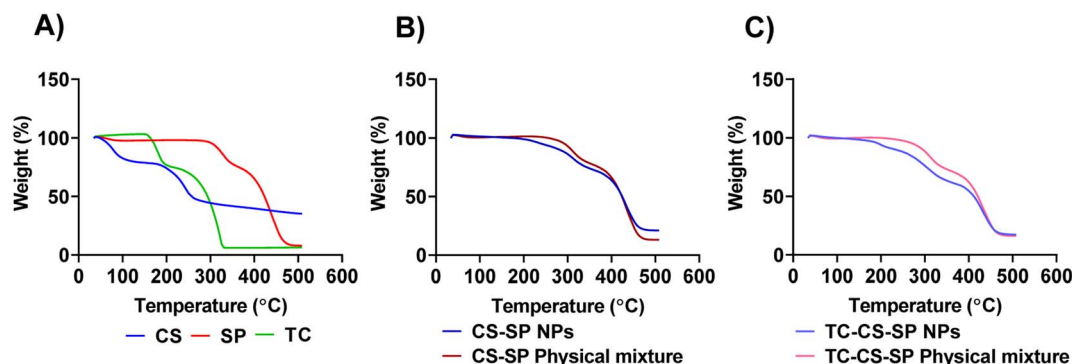 A)
150
100
50
0
Weight (%)
0 100 200 300 400 500 600
Temperature (°C)
CS SP TC
B)
150
100
50
0
Weight (%)
0 100 200 300 400 500 600
Temperature (°C)
CS-SP NPs
CS-SP Physical mixture
C)
150
100
50
0
Weight (%)
0 100 200 300 400 500 600
Temperature (°C)
TC-CS-SP NPs
TC-CS-SP Physical mixture